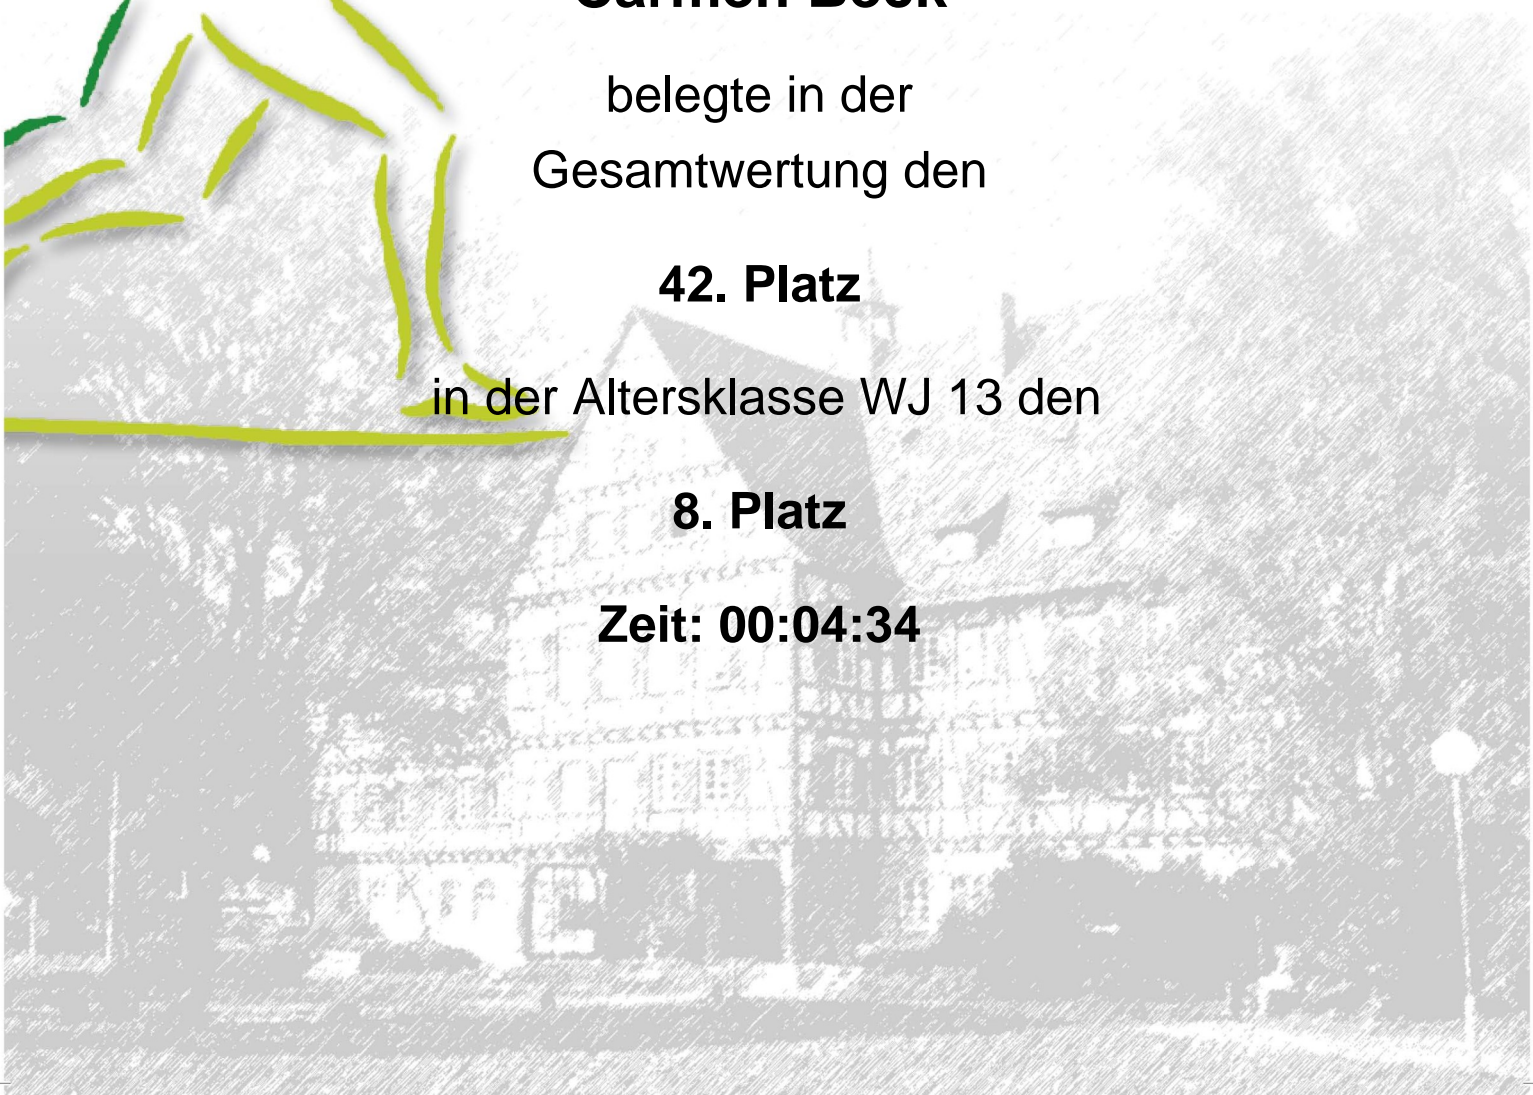 Carmen
belegte in der
Gesamtwertung den
42. Platz
in der Altersklasse WJ 13 den
8. Platz
Zeit: 00:04:34